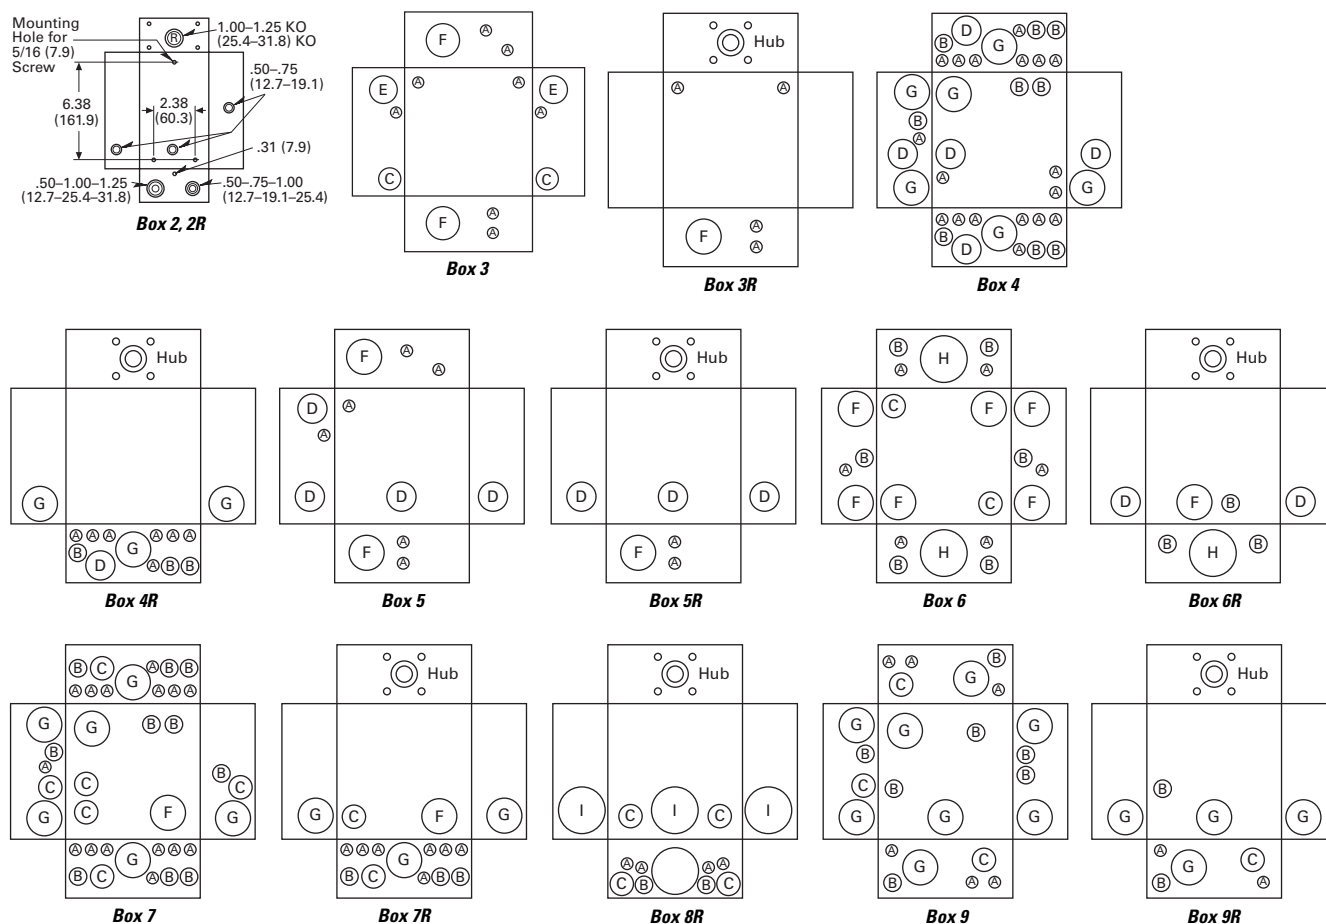 Mounting
Hole for
5/16 (7.9)
Screw
R
1.00–1.25 KO
(25.4–31.8) KO
.50–.75
(12.7–19.1)
6.38
(161.9)
2.38
(60.3)
.31 (7.9)
.50–1.00–1.25
(12.7–25.4–31.8)
.50–.75–1.00
(12.7–19.1–25.4)
Box 2, 2R
F A
A
E A A E
A A
C C
F A
A
Box 3
Hub
A A
F A
A
Box 3R
D G A B B
B
A A A A A A
G G B B
B
A
D D D
A A
G A G
A A A G A A A
B D A B B
Box 4
Hub
G G
A A A G A A A
B
D A B B
Box 4R
F A
A
D A
A
D D D
F A
A
Box 5
Hub
D D D
F A
A
Box 5R
B H B
A A
F C F F
B B
A A
F F C F
A H A
B B
Box 6
Hub
D F B D
B H B
Box 6R
B C G A B B
A A A A A A
G G B B
B
A B
C C C
G C F G
A A A G A A A
B C A B B
Box 7
Hub
G C F G
A A A G A A A
B C A B B
Box 7R
Hub
I C I C I
A A A A
C B B C
Box 8R
A A G B
C A
G G B G
B B
C B B
G G G
A G C
B A A
Box 9
Hub
B
G G G
A G C
B A
Box 9R